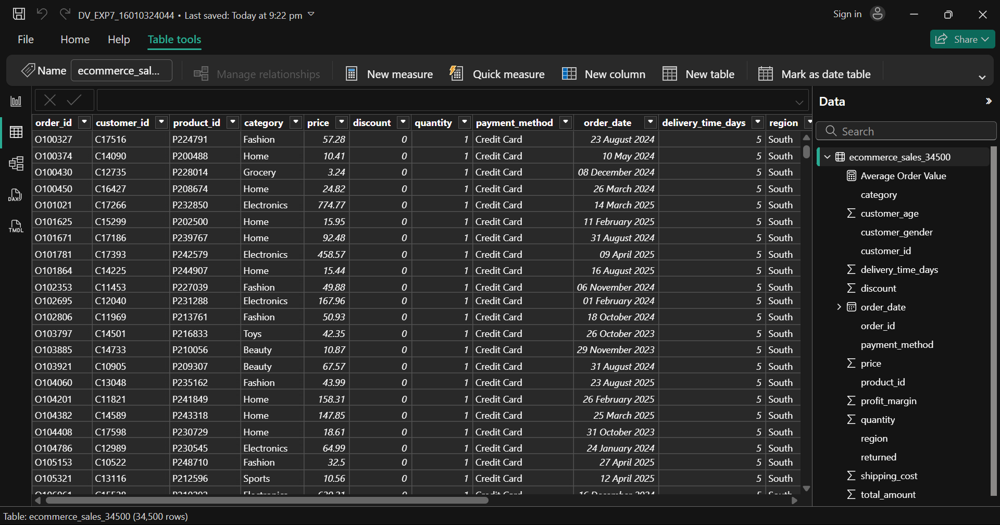 DV_EXP7_16010324044 • Last saved: Today at 9:22 pm
Sign in
File Home Help Table tools
Share
Name ecommerce_sal... Manage relationships New measure Quick measure New column New table Mark as date table
order_id customer_id product_id category price discount quantity payment_method order_date delivery_time_days region
O100327 C17516 P224791 Fashion 57.28 0 1 Credit Card 23 August 2024 5 South
O100374 C14090 P200488 Home 10.41 0 1 Credit Card 10 May 2024 5 South
O100430 C12735 P228014 Grocery 3.24 0 1 Credit Card 08 December 2024 5 South
O100450 C16427 P208674 Home 24.82 0 1 Credit Card 26 March 2024 5 South
O101021 C17266 P232850 Electronics 774.77 0 1 Credit Card 14 March 2025 5 South
O101625 C15299 P202500 Home 15.95 0 1 Credit Card 11 February 2025 5 South
O101671 C17186 P239767 Home 92.48 0 1 Credit Card 31 August 2024 5 South
O101781 C17393 P242579 Electronics 458.57 0 1 Credit Card 09 April 2025 5 South
O101864 C14225 P244907 Home 15.44 0 1 Credit Card 16 August 2025 5 South
O102353 C11453 P227039 Fashion 49.88 0 1 Credit Card 06 November 2024 5 South
O102695 C12040 P231288 Electronics 167.96 0 1 Credit Card 01 February 2024 5 South
O102806 C11969 P213761 Fashion 50.93 0 1 Credit Card 18 October 2024 5 South
O103797 C14501 P216833 Toys 42.35 0 1 Credit Card 26 October 2023 5 South
O103885 C14733 P210056 Beauty 10.87 0 1 Credit Card 29 November 2023 5 South
O103921 C10905 P209307 Beauty 67.57 0 1 Credit Card 31 August 2024 5 South
O104060 C13048 P235162 Fashion 43.99 0 1 Credit Card 23 August 2025 5 South
O104201 C11821 P241849 Home 158.31 0 1 Credit Card 26 February 2025 5 South
O104382 C14589 P243318 Home 147.85 0 1 Credit Card 25 March 2025 5 South
O104408 C17598 P230729 Home 18.61 0 1 Credit Card 31 October 2023 5 South
O104786 C12989 P230545 Electronics 64.99 0 1 Credit Card 24 January 2024 5 South
O105153 C10522 P248710 Fashion 32.5 0 1 Credit Card 27 April 2025 5 South
O105321 C13116 P212596 Sports 10.56 0 1 Credit Card 12 April 2025 5 South
DAX
TMDL
Data
Search
ecommerce_sales_34500
Average Order Value
category
customer_age
customer_gender
customer_id
delivery_time_days
discount
order_date
order_id
payment_method
price
product_id
profit_margin
quantity
region
returned
shipping_cost
total_amount
Table: ecommerce_sales_34500 (34,500 rows)